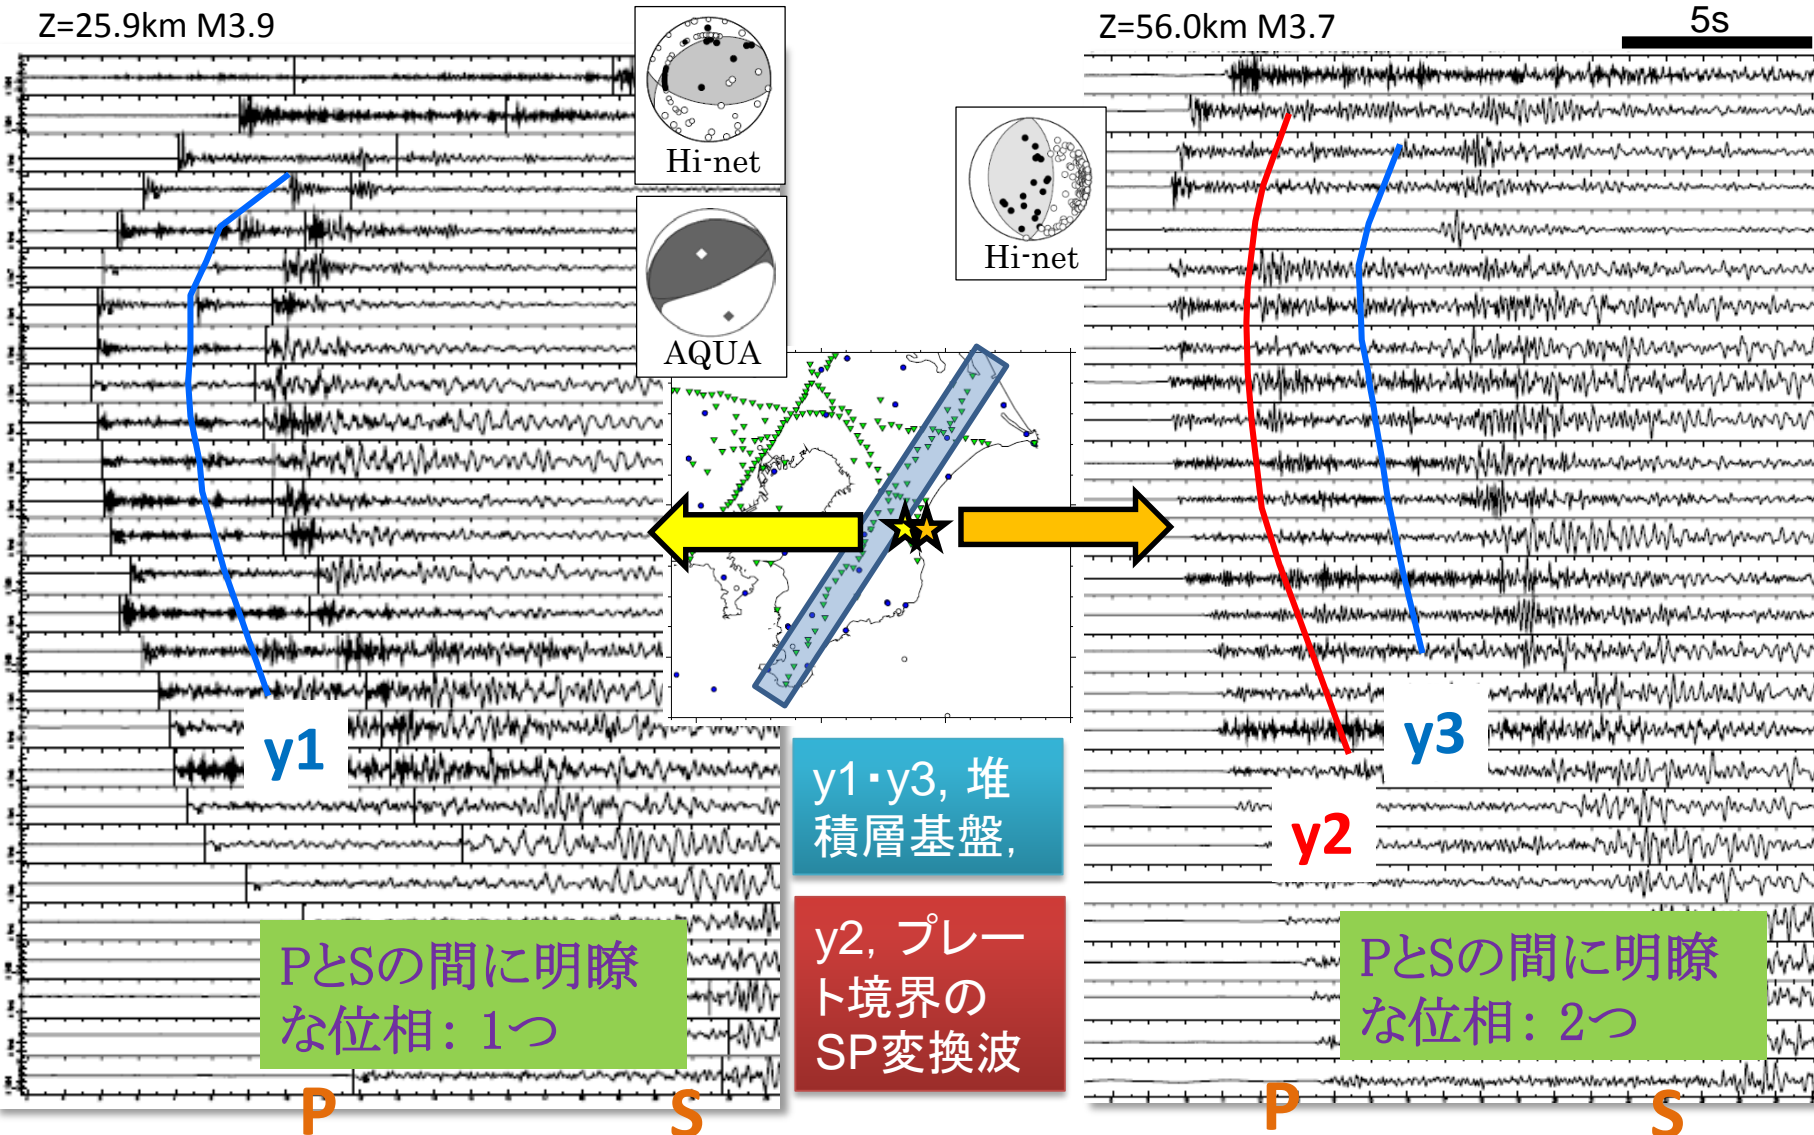 Z=25.9km M3.9
Z=56.0km M3.7
5s
Hi-net
Hi-net
AQUA
y1
y3
y2
y1・y3, 堆
積層基盤,
y2, プレー
ト境界の
SP変換波
PとSの間に明瞭
な位相：1つ
PとSの間に明瞭
な位相：2つ
P
S
P
S